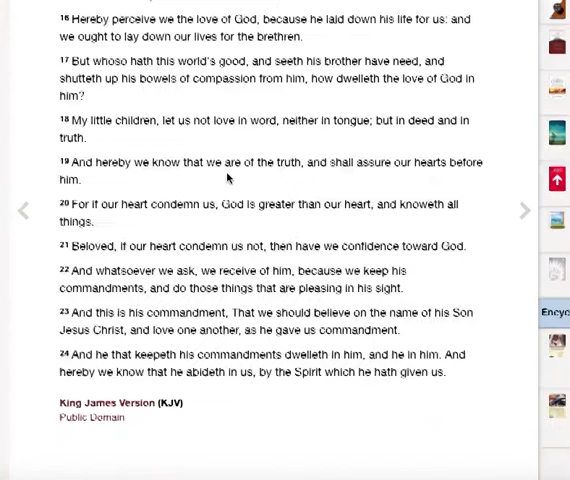 16 Hereby perceive we the love of God, because he laid down his life for us: and
we ought to lay down our lives for the brethren.
17 But whoso hath this world's good, and seeth his brother have need, and
shutteth up his bowels of compassion from him, how dwelleth the love of God in
him?
18 My little children, let us not love in word, neither in tongue; but in deed and in
truth.
19 And hereby we know that we are of the truth, and shall assure our hearts before
him.
20 For if our heart condemn us, God is greater than our heart, and knoweth all
things.
21 Beloved, if our heart condemn us not, then have we confidence toward God.
22 And whatsoever we ask, we receive of him, because we keep his
commandments, and do those things that are pleasing in his sight.
23 And this is his commandment, That we should believe on the name of his Son
Jesus Christ, and love one another, as he gave us commandment.
24 And he that keepeth his commandments dwelleth in him, and he in him. And
hereby we know that he abideth in us, by the Spirit which he hath given us.
King James Version (KJV)
Public Domain
Encyc